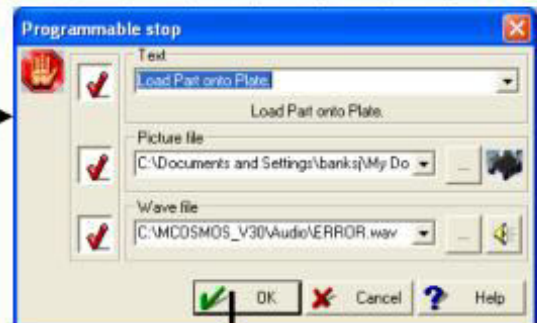 Programmable stop
Text
Load Part onto Plate.
Load Part onto Plate.
Picture file
C:\Documents and Settings\banksj\My Do
...
Wave file
C:\MCOSMOS_V30\Audio\ERROR.wav
...
OK Cancel Help